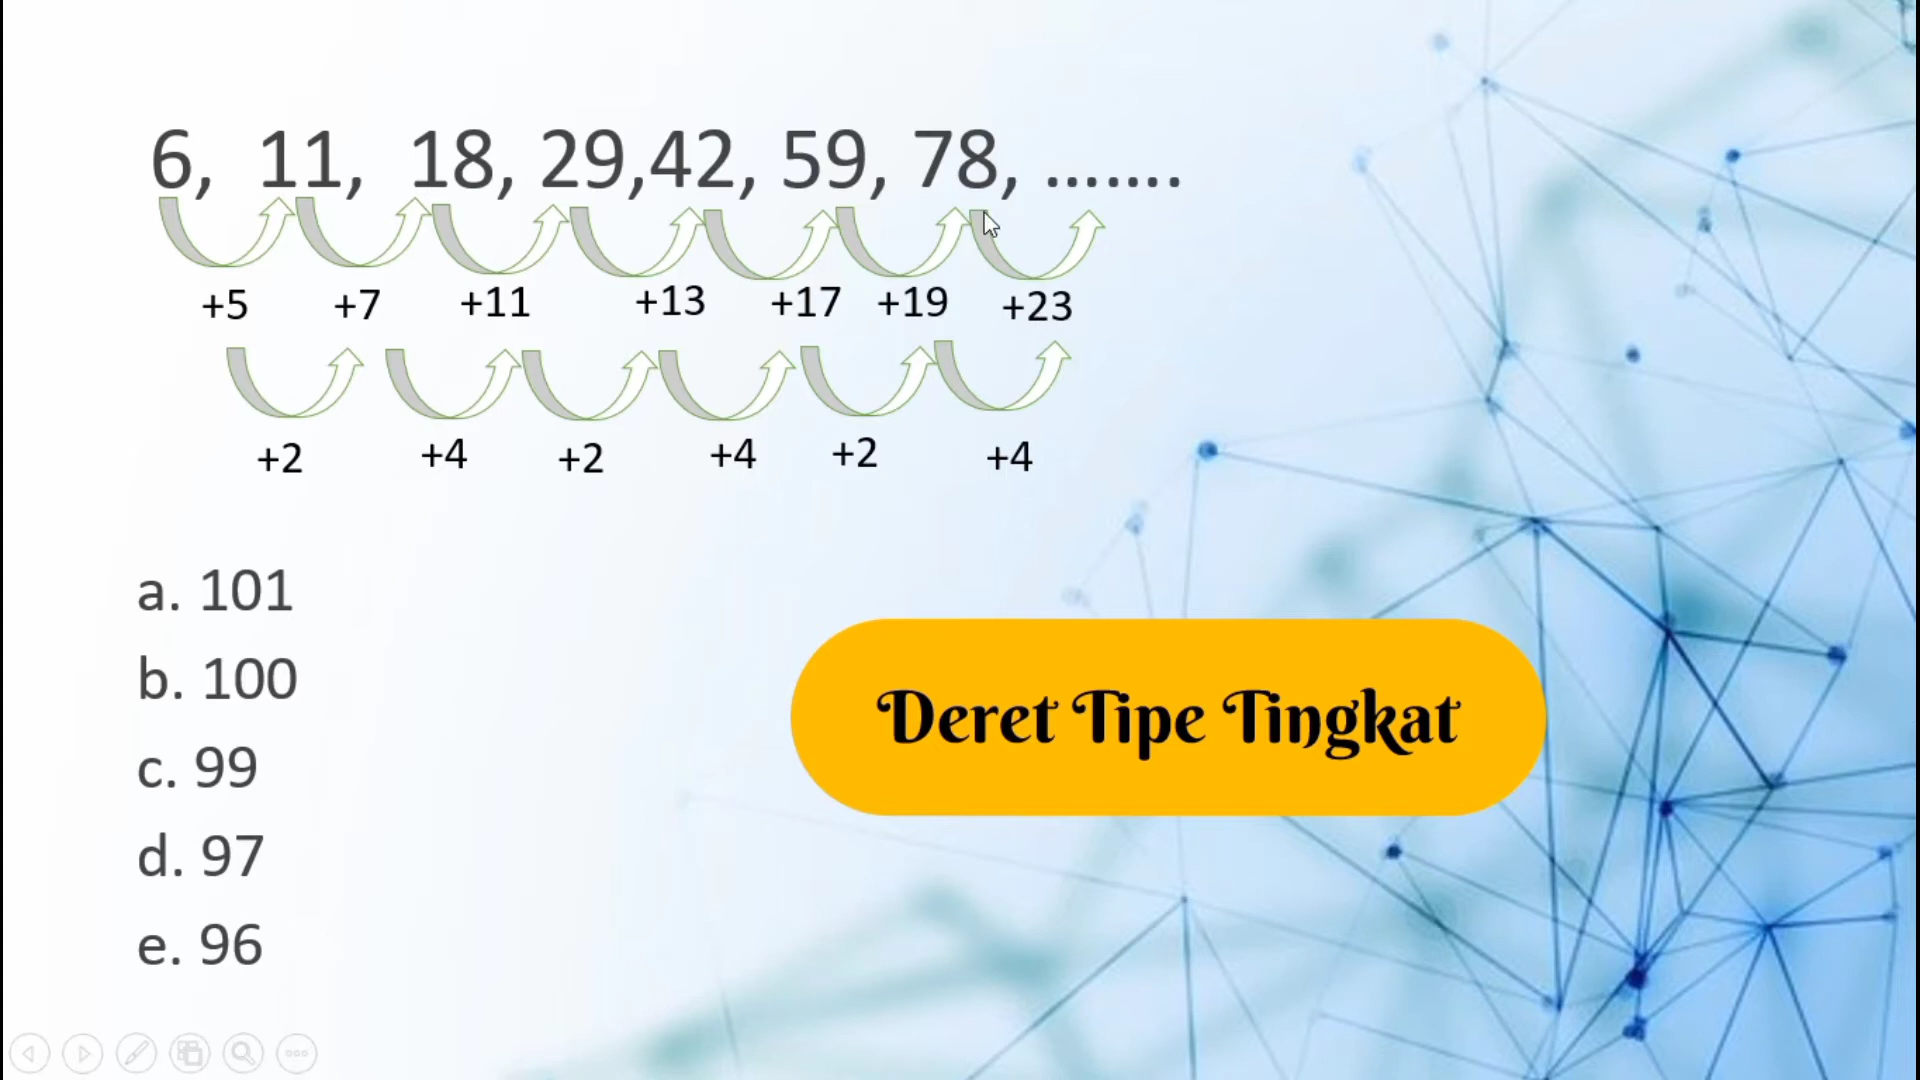 6, 11, 18, 29,42, 59, 78, .......
+5 +7 +11 +13 +17 +19 +23
+2 +4 +2 +4 +2 +4
a. 101
b. 100
c. 99
d. 97
e. 96
Deret Tipe Tingkat